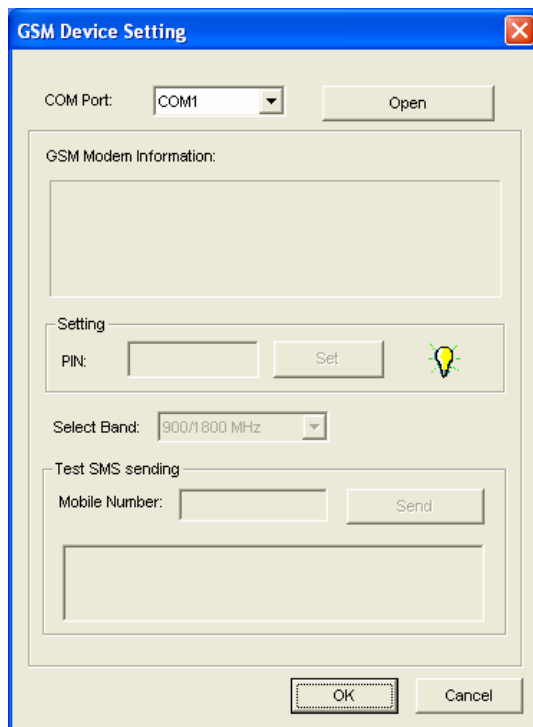 GSM Device Setting
COM Port: COM1 Open
GSM Modem Information:
Setting
PIN: Set
Select Band: 900/1800 MHz
Test SMS sending
Mobile Number: Send
OK Cancel